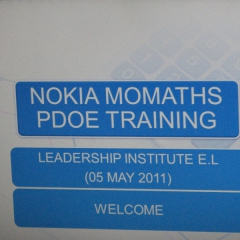 NOKIA MOMATHS
PDOE TRAINING
LEADERSHIP INSTITUTE E.L
(05 MAY 2011)
WELCOME